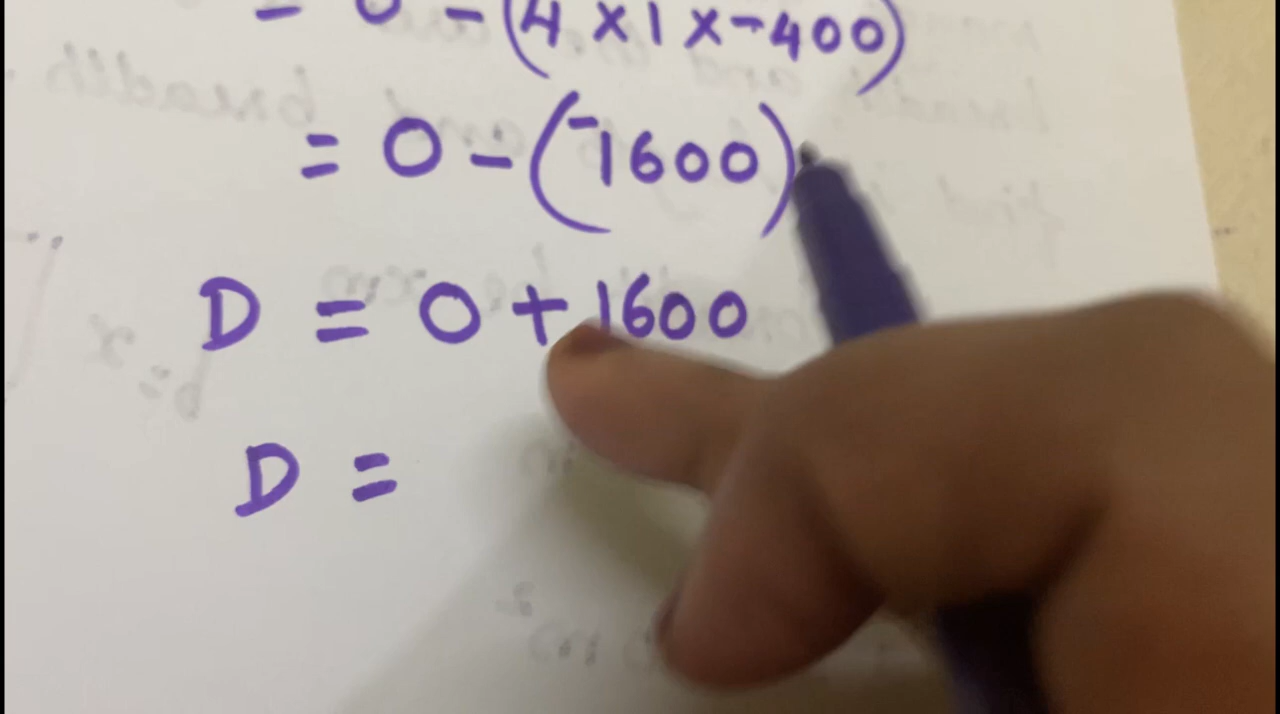 = 0 - (4 x 1 x -400)
= 0 - (-1600)
D = 0 + 1600
D =